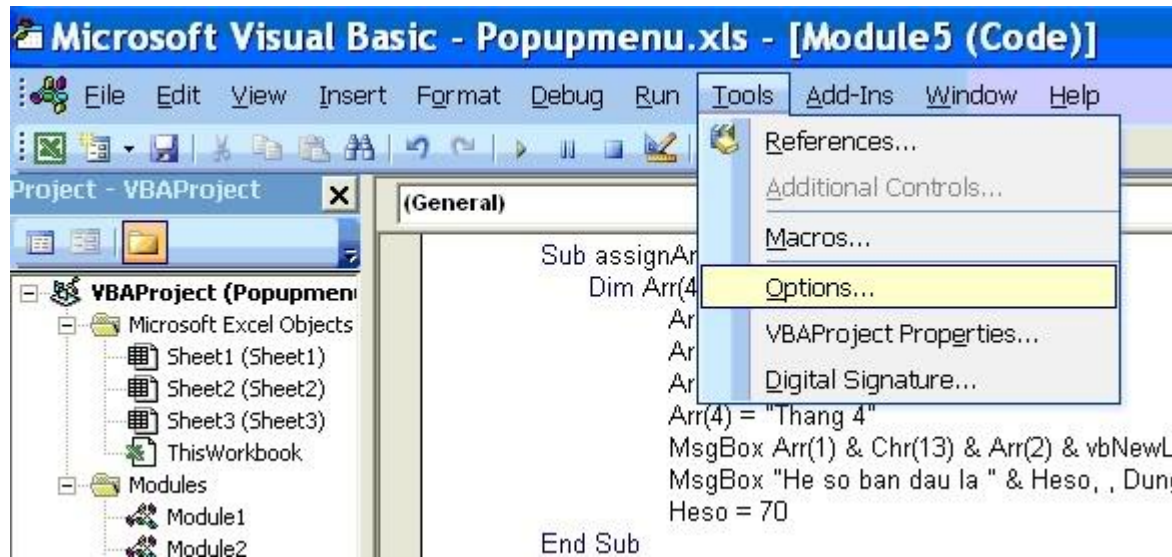 Microsoft Visual Basic - Popupmenu.xls - [Module5 (Code)]
File Edit View Insert Format Debug Run Tools Add-Ins Window Help
References...
Additional Controls...
Macros...
Options...
VBAProject Properties...
Digital Signature...
Project - VBAProject
VBAProject (Popupmen
Microsoft Excel Objects
Sheet1 (Sheet1)
Sheet2 (Sheet2)
Sheet3 (Sheet3)
ThisWorkbook
Modules
Module1
Module2
(General)
Sub assignAr
Dim Arr(4
Ar
Ar
Ar
Arr(4) = "Thang 4"
MsgBox Arr(1) & Chr(13) & Arr(2) & vbNewL
MsgBox "He so ban dau la " & Heso, , Dung
Heso = 70
End Sub